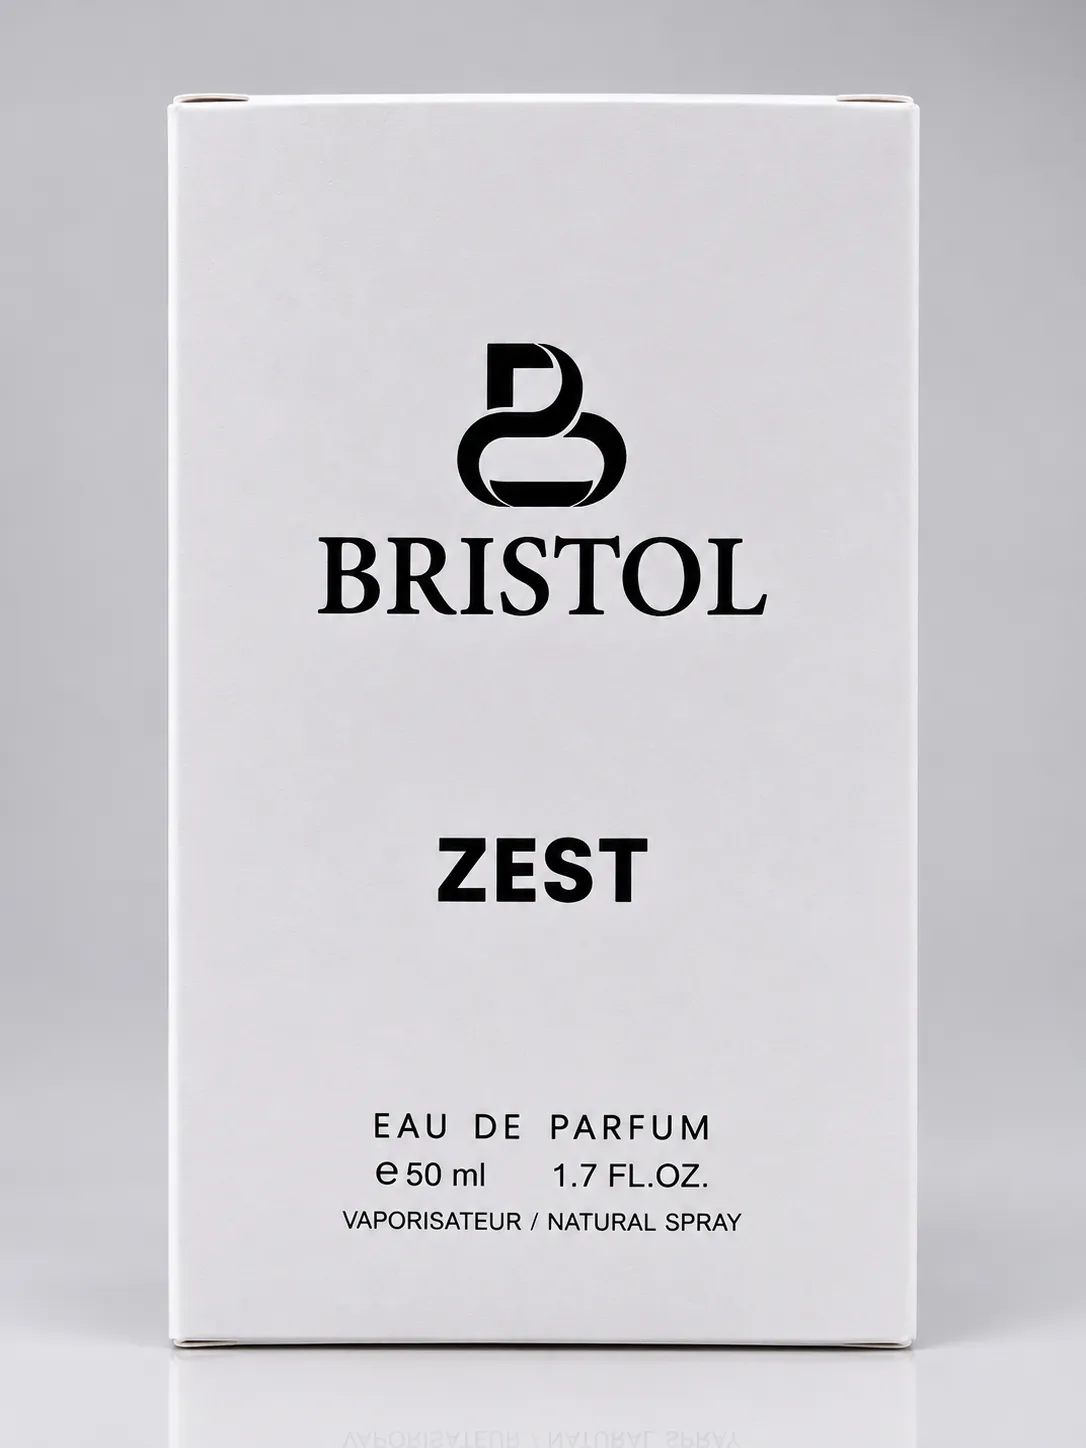 BRISTOL
ZEST
EAU DE PARFUM
e 50 ml 1.7 FL.OZ.
VAPORISATEUR / NATURAL SPRAY